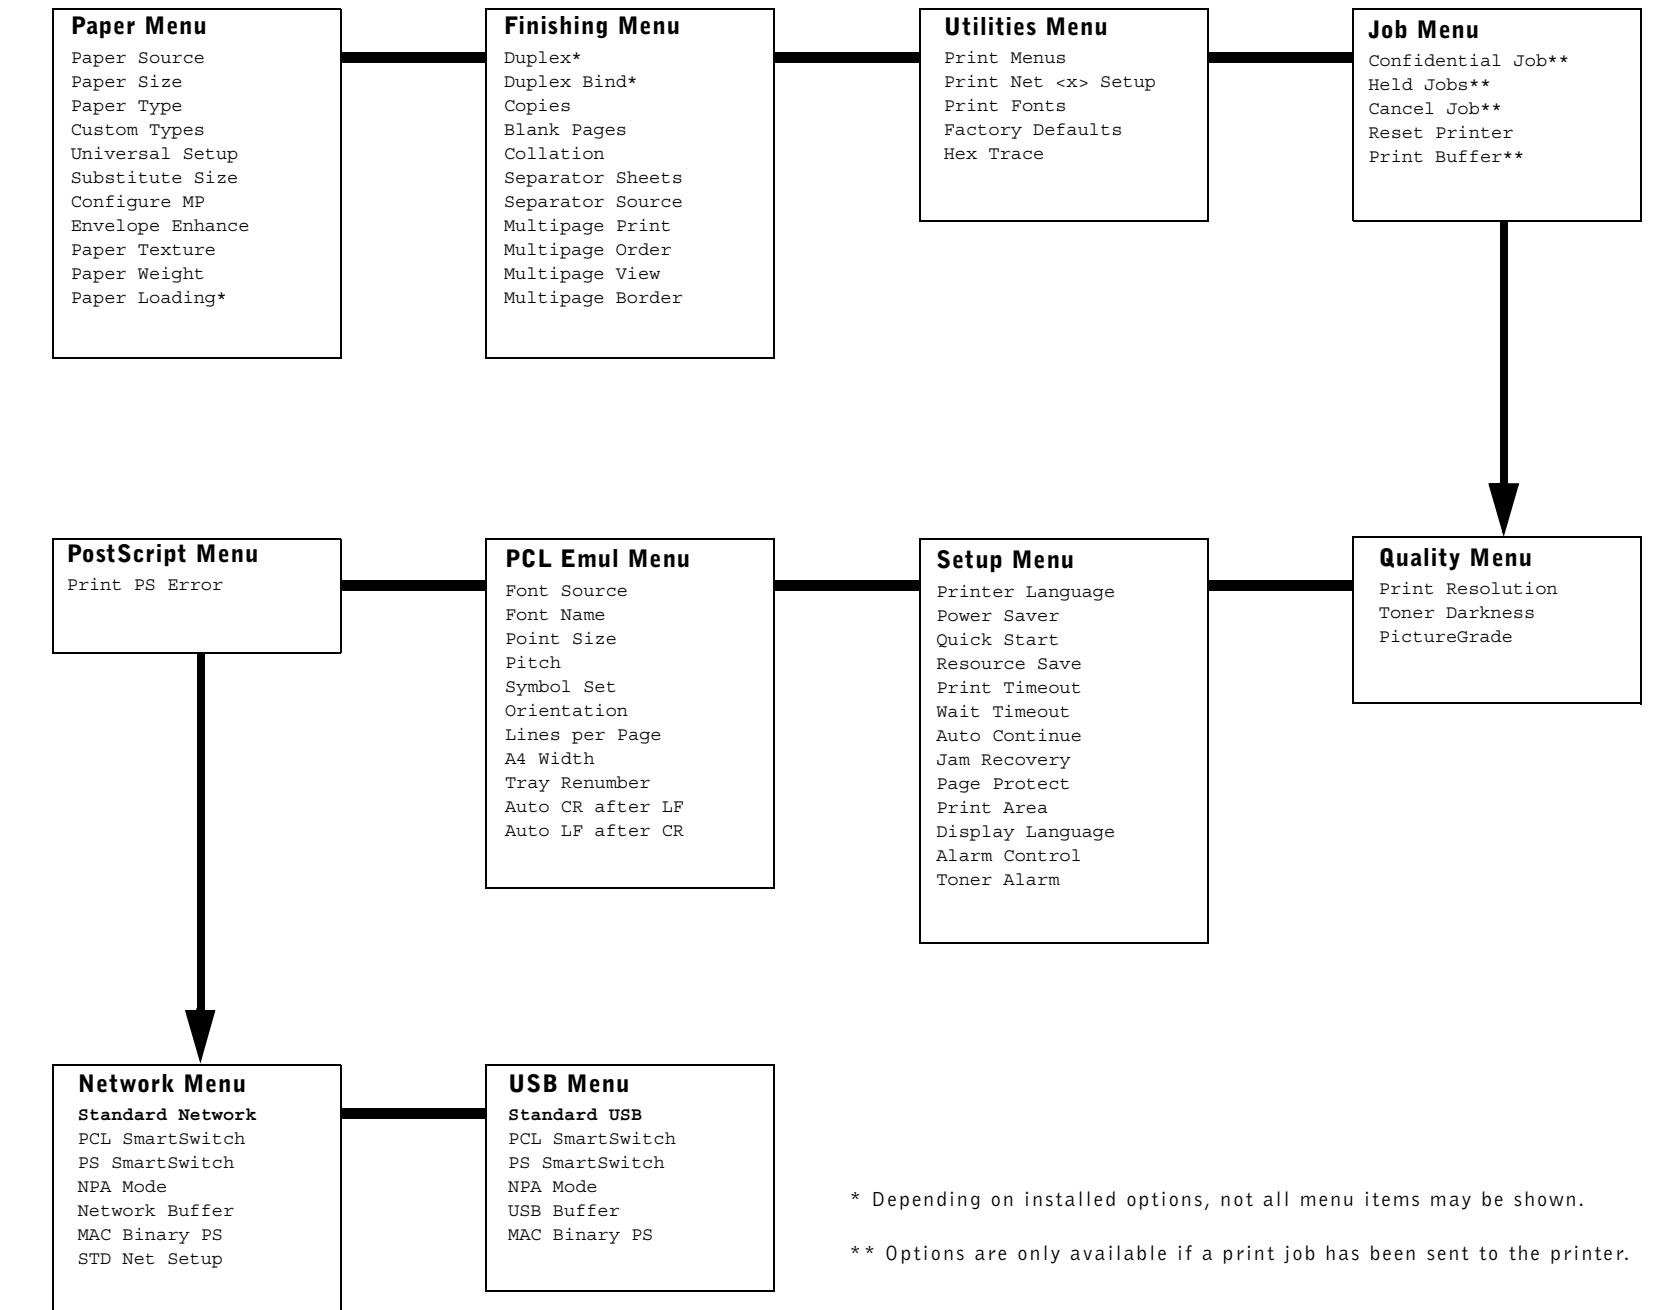 Paper Menu
Paper Source
Paper Size
Paper Type
Custom Types
Universal Setup
Substitute Size
Configure MP
Envelope Enhance
Paper Texture
Paper Weight
Paper Loading*
Finishing Menu
Duplex*
Duplex Bind*
Copies
Blank Pages
Collation
Separator Sheets
Separator Source
Multipage Print
Multipage Order
Multipage View
Multipage Border
Utilities Menu
Print Menus
Print Net <x> Setup
Print Fonts
Factory Defaults
Hex Trace
Job Menu
Confidential Job**
Held Jobs**
Cancel Job**
Reset Printer
Print Buffer**
PostScript Menu
Print PS Error
PCL Emul Menu
Font Source
Font Name
Point Size
Pitch
Symbol Set
Orientation
Lines per Page
A4 Width
Tray Renumber
Auto CR after LF
Auto LF after CR
Setup Menu
Printer Language
Power Saver
Quick Start
Resource Save
Print Timeout
Wait Timeout
Auto Continue
Jam Recovery
Page Protect
Print Area
Display Language
Alarm Control
Toner Alarm
Quality Menu
Print Resolution
Toner Darkness
PictureGrade
Network Menu
Standard Network
PCL SmartSwitch
PS SmartSwitch
NPA Mode
Network Buffer
MAC Binary PS
STD Net Setup
USB Menu
Standard USB
PCL SmartSwitch
PS SmartSwitch
NPA Mode
USB Buffer
MAC Binary PS
* Depending on installed options, not all menu items may be shown.
** Options are only available if a print job has been sent to the printer.